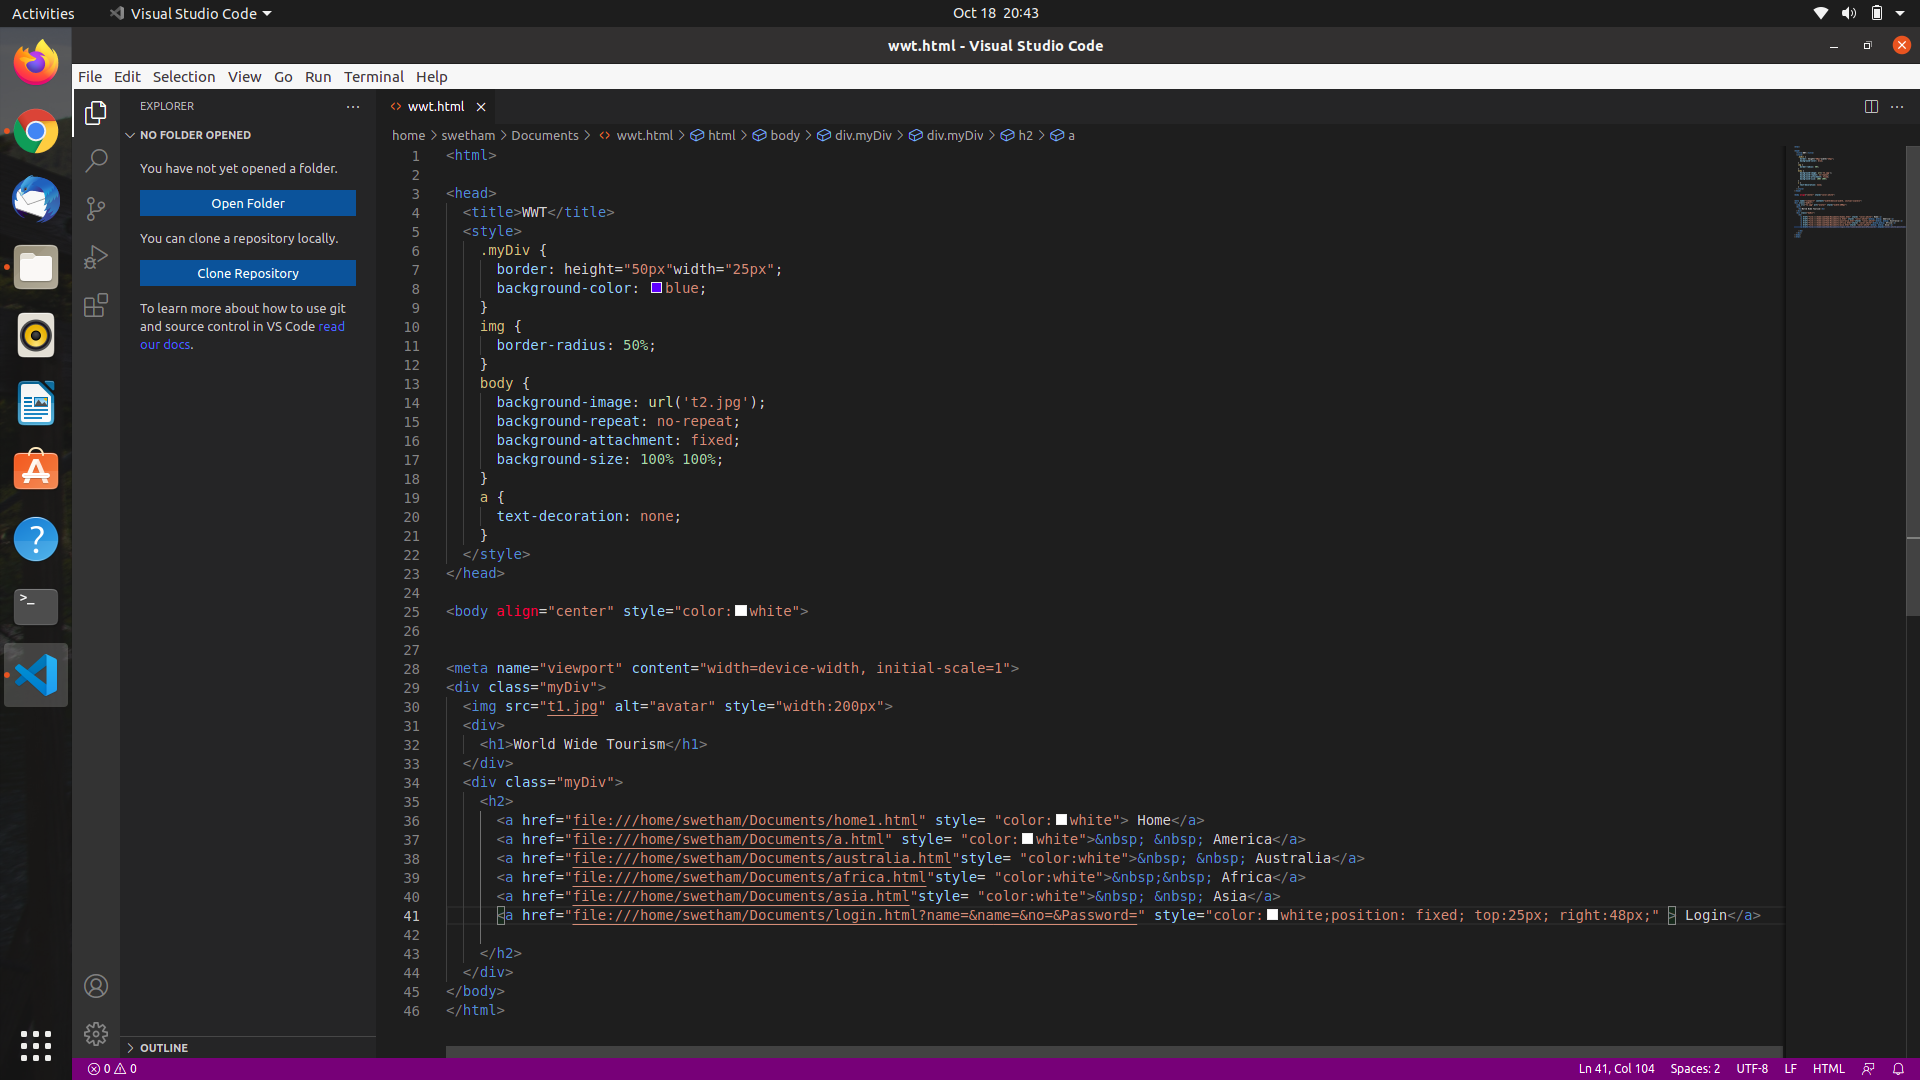 Activities
Visual Studio Code
Oct 18 20:43
wwt.html - Visual Studio Code
File Edit Selection View Go Run Terminal Help
EXPLORER
NO FOLDER OPENED
You have not yet opened a folder.
Open Folder
You can clone a repository locally.
Clone Repository
To learn more about how to use git
and source control in VS Code read
our docs.
OUTLINE
wwt.html
home > swetham > Documents > wwt.html > html > body > div.myDiv > div.myDiv > h2 > a
1 <html>
2
3 <head>
4 <title>WWT</title>
5 <style>
6 .myDiv {
7 border: height="50px"width="25px";
8 background-color: blue;
9 }
10 img {
11 border-radius: 50%;
12 }
13 body {
14 background-image: url('t2.jpg');
15 background-repeat: no-repeat;
16 background-attachment: fixed;
17 background-size: 100% 100%;
18 }
19 a {
20 text-decoration: none;
21 }
22 </style>
23 </head>
24
25 <body align="center" style="color:white">
26
27
28 <meta name="viewport" content="width=device-width, initial-scale=1">
29 <div class="myDiv">
30 <img src="t1.jpg" alt="avatar" style="width:200px">
31 <div>
32 <h1>World Wide Tourism</h1>
33 </div>
34 <div class="myDiv">
35 <h2>
36 <a href="file:///home/swetham/Documents/home1.html" style= "color:white"> Home</a>
37 <a href="file:///home/swetham/Documents/a.html" style= "color:white">&nbsp; &nbsp; America</a>
38 <a href="file:///home/swetham/Documents/australia.html"style= "color:white">&nbsp; &nbsp; Australia</a>
39 <a href="file:///home/swetham/Documents/africa.html"style= "color:white">&nbsp;&nbsp; Africa</a>
40 <a href="file:///home/swetham/Documents/asia.html"style= "color:white">&nbsp; &nbsp; Asia</a>
41 <a href="file:///home/swetham/Documents/login.html?name=&name=&no=&Password=" style="color:white;position: fixed; top:25px; right:48px;" > Login</a>
42
43 </h2>
44 </div>
45 </body>
46 </html>
0 0
Ln 41, Col 104 Spaces: 2 UTF-8 LF HTML